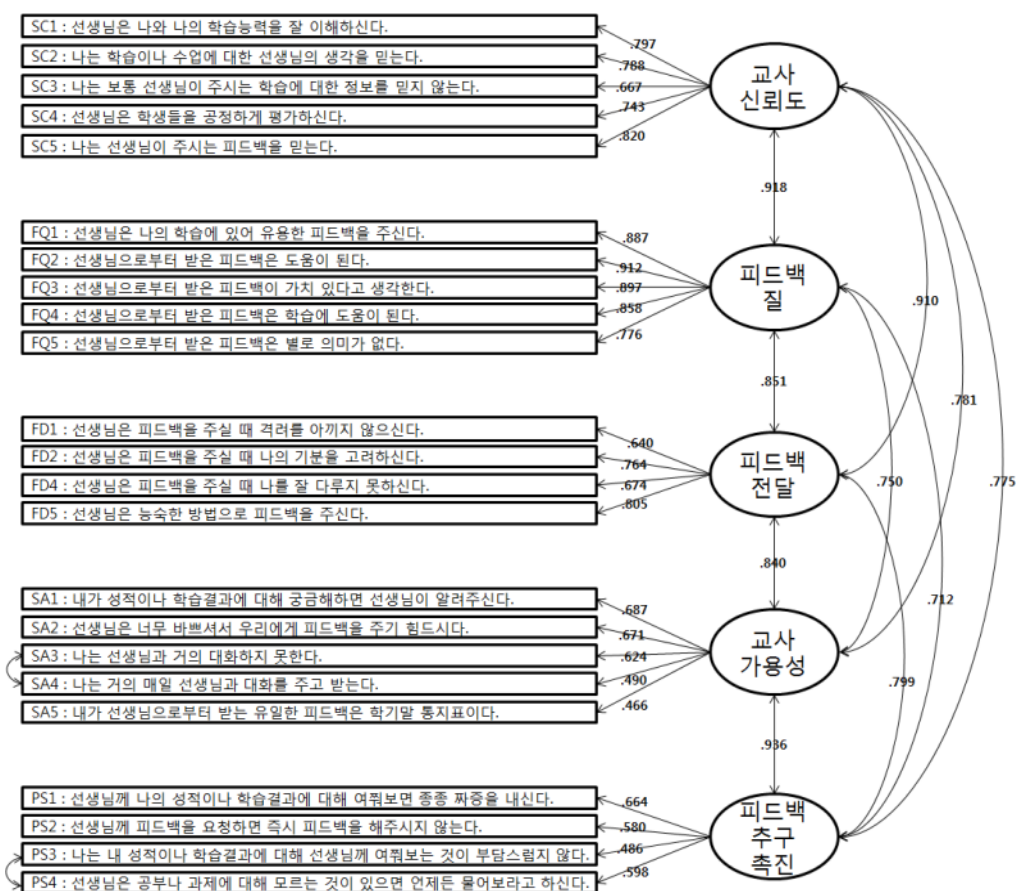 SC1 : 선생님은 나와 나의 학습능력을 잘 이해하신다.
SC2 : 나는 학습이나 수업에 대한 선생님의 생각을 믿는다.
SC3 : 나는 보통 선생님이 주시는 학습에 대한 정보를 믿지 않는다.
SC4 : 선생님은 학생들을 공정하게 평가하신다.
SC5 : 나는 선생님이 주시는 피드백을 믿는다.
.797
.788
.667
.743
.820
교사
신뢰도
.918
FQ1 : 선생님은 나의 학습에 있어 유용한 피드백을 주신다.
FQ2 : 선생님으로부터 받은 피드백은 도움이 된다.
FQ3 : 선생님으로부터 받은 피드백이 가치 있다고 생각한다.
FQ4 : 선생님으로부터 받은 피드백은 학습에 도움이 된다.
FQ5 : 선생님으로부터 받은 피드백은 별로 의미가 없다.
.887
.912
.897
.858
.776
피드백
질
.910
.851
.781
FD1 : 선생님은 피드백을 주실 때 격려를 아끼지 않으신다.
FD2 : 선생님은 피드백을 주실 때 나의 기분을 고려하신다.
FD4 : 선생님은 피드백을 주실 때 나를 잘 다루지 못하신다.
FD5 : 선생님은 능숙한 방법으로 피드백을 주신다.
.640
.764
.674
.805
피드백
전달
.750
.775
.840
.712
SA1 : 내가 성적이나 학습결과에 대해 궁금해하면 선생님이 알려주신다.
SA2 : 선생님은 너무 바쁘셔서 우리에게 피드백을 주기 힘드시다.
SA3 : 나는 선생님과 거의 대화하지 못한다.
SA4 : 나는 거의 매일 선생님과 대화를 주고 받는다.
SA5 : 내가 선생님으로부터 받는 유일한 피드백은 학기말 통지표이다.
.687
.671
.624
.490
.466
교사
가용성
.799
.936
PS1 : 선생님께 나의 성적이나 학습결과에 대해 여쭤보면 종종 짜증을 내신다.
PS2 : 선생님께 피드백을 요청하면 즉시 피드백을 해주시지 않는다.
PS3 : 나는 내 성적이나 학습결과에 대해 선생님께 여쭤보는 것이 부담스럽지 않다.
PS4 : 선생님은 공부나 과제에 대해 모르는 것이 있으면 언제든 물어보라고 하신다.
.664
.580
.486
.598
피드백
추구
촉진